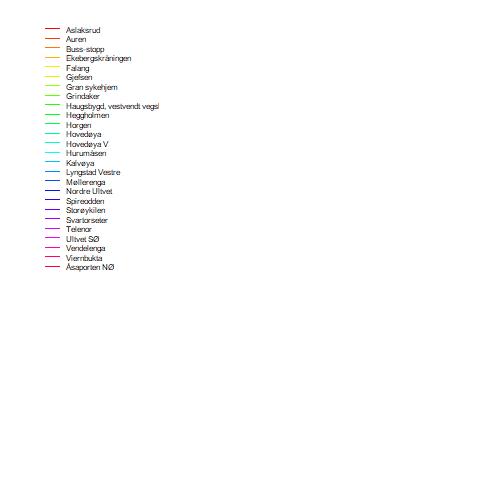 Aslaksrud
Auren
Buss-stopp
Ekebergskråningen
Falang
Gjefsen
Gran sykehjem
Grindaker
Haugsbygd, vestvendt
Heggholmen
Horgen
Hovedøya
Hovedøya V
Hurumåsen
Kalvøya
Lyngstad Vestre
Møllerenga
Nordre Ultvet
Spireodden
Storøykilen
Svartorseter
Telenor
Ultvet SØ
Vendelenga
Viernbukta
Åsaporten NØ